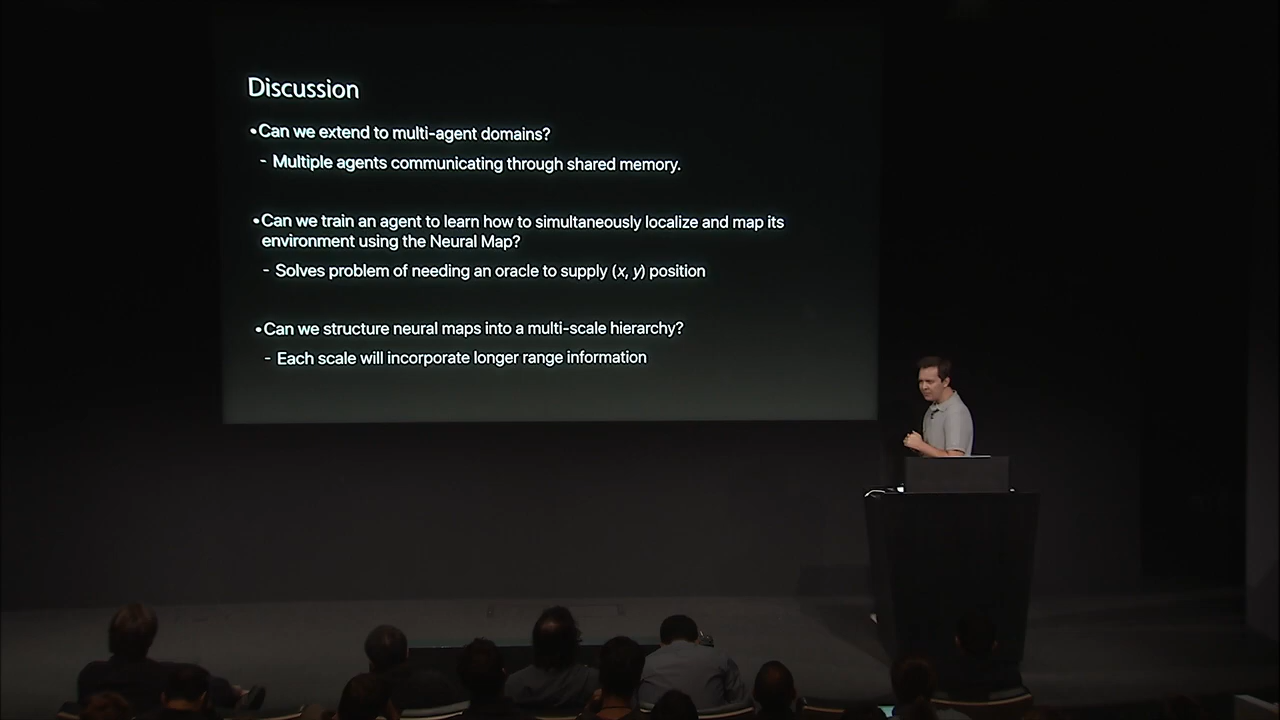 Discussion
•Can we extend to multi-agent domains?
- Multiple agents communicating through shared memory.
•Can we train an agent to learn how to simultaneously localize and map its
environment using the Neural Map?
- Solves problem of needing an oracle to supply (x, y) position
•Can we structure neural maps into a multi-scale hierarchy?
- Each scale will incorporate longer range information